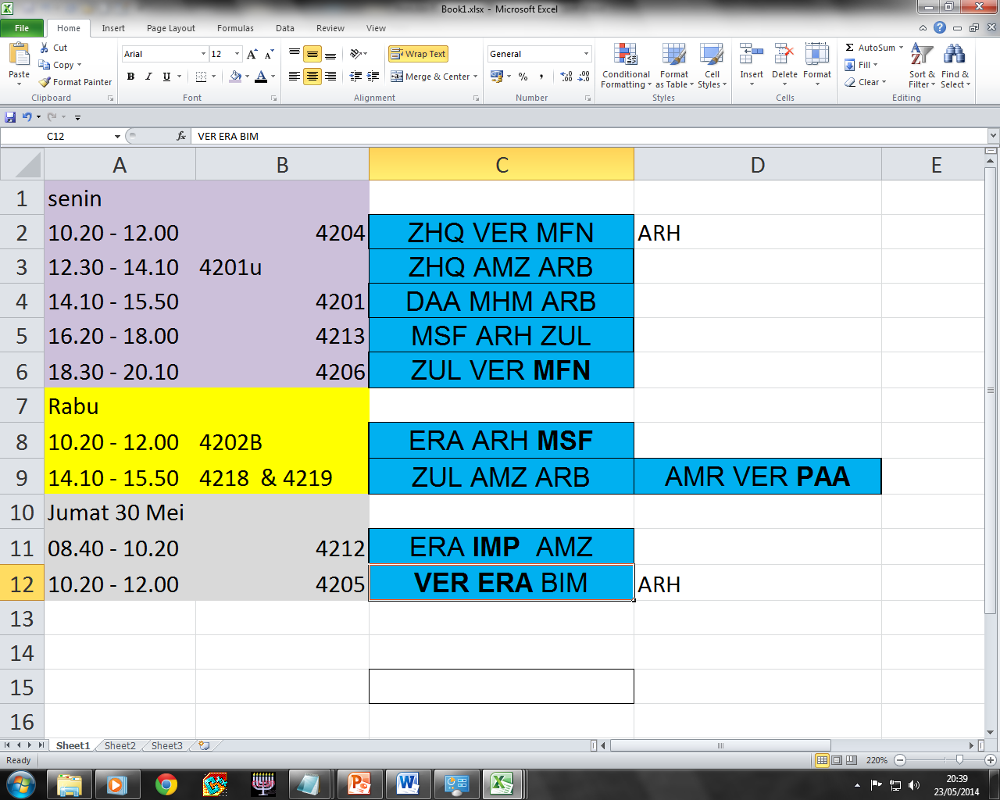 Book1.xlsx - Microsoft Excel
File Home Insert Page Layout Formulas Data Review View
Paste Cut Copy Format Painter Clipboard
Arial 12 B I U A Font
Wrap Text Merge & Center Alignment
General % , Number
Conditional Formatting Format as Table Cell Styles Styles
Insert Delete Format Cells
Σ AutoSum Fill Clear Sort & Filter Find & Select Editing
C12 fx VER ERA BIM
A B C D E
1 senin
2 10.20 - 12.00 4204 ZHQ VER MFN ARH
3 12.30 - 14.10 4201u ZHQ AMZ ARB
4 14.10 - 15.50 4201 DAA MHM ARB
5 16.20 - 18.00 4213 MSF ARH ZUL
6 18.30 - 20.10 4206 ZUL VER MFN
7 Rabu
8 10.20 - 12.00 4202B ERA ARH MSF
9 14.10 - 15.50 4218 & 4219 ZUL AMZ ARB AMR VER PAA
10 Jumat 30 Mei
11 08.40 - 10.20 4212 ERA IMP AMZ
12 10.20 - 12.00 4205 VER ERA BIM ARH
13
14
15
16
Sheet1 Sheet2 Sheet3
Ready 220%
20:39
23/05/2014